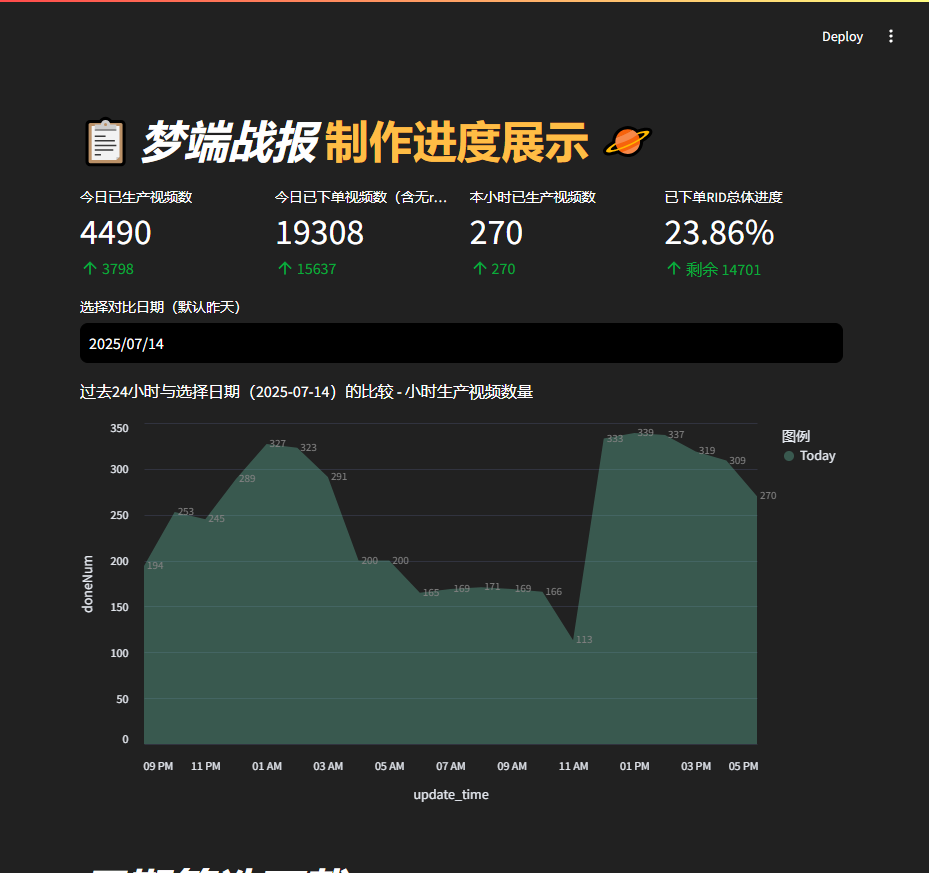 Deploy
梦端战报 制作进度展示
今日已生产视频数
4490
3798
今日已下单视频数（含无r...
19308
15637
本小时已生产视频数
270
270
已下单RID总体进度
23.86%
剩余 14701
选择对比日期（默认昨天）
2025/07/14
过去24小时与选择日期（2025-07-14）的比较 - 小时生产视频数量
图例
Today
doneNum
350
300
250
200
150
100
50
0
194
253
245
289
327
323
291
200
200
165
169
171
169
166
113
333
339
337
319
309
270
09 PM 11 PM 01 AM 03 AM 05 AM 07 AM 09 AM 11 AM 01 PM 03 PM 05 PM
update_time